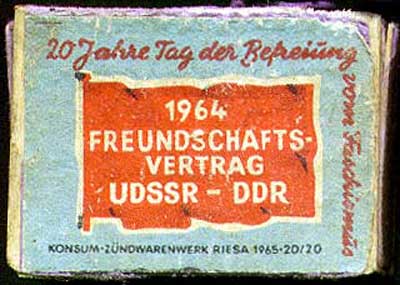 20 Jahre Tag der Befreiung
vom Faschismus
1964
FREUNDSCHAFTS-
VERTRAG
UDSSR - DDR
KONSUM-ZÜNDWARENWERK RIESA 1965·20/20